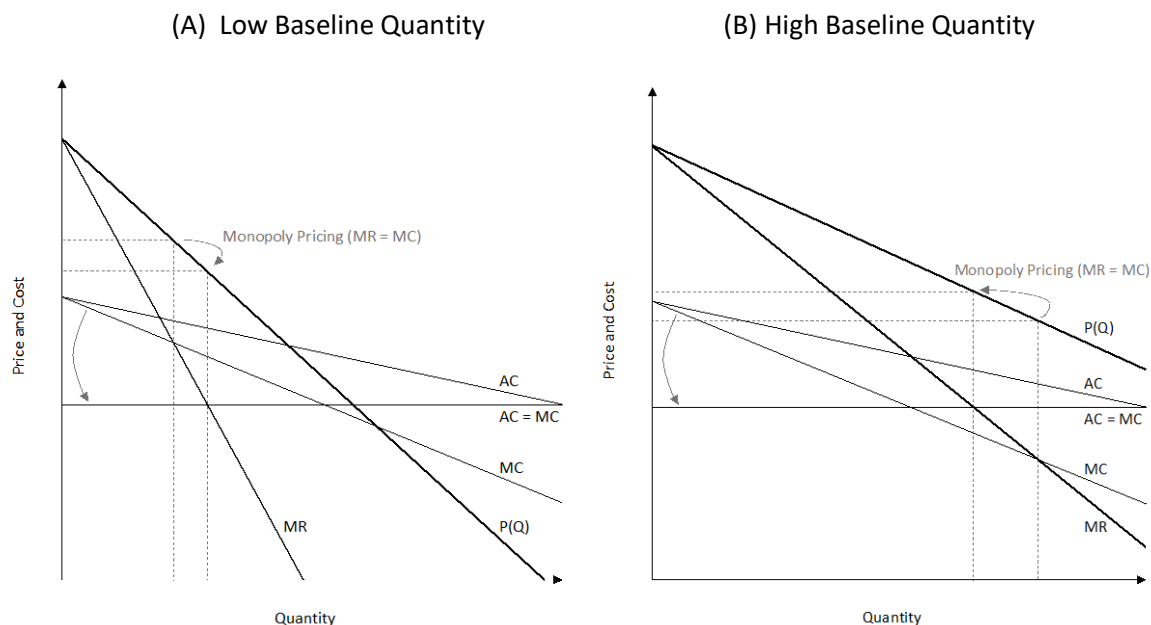 (A) Low Baseline Quantity
Price and Cost
Monopoly Pricing (MR = MC)
AC
AC = MC
MC
MR
P(Q)
Quantity
(B) High Baseline Quantity
Price and Cost
Monopoly Pricing (MR = MC)
P(Q)
AC
AC = MC
MC
MR
Quantity